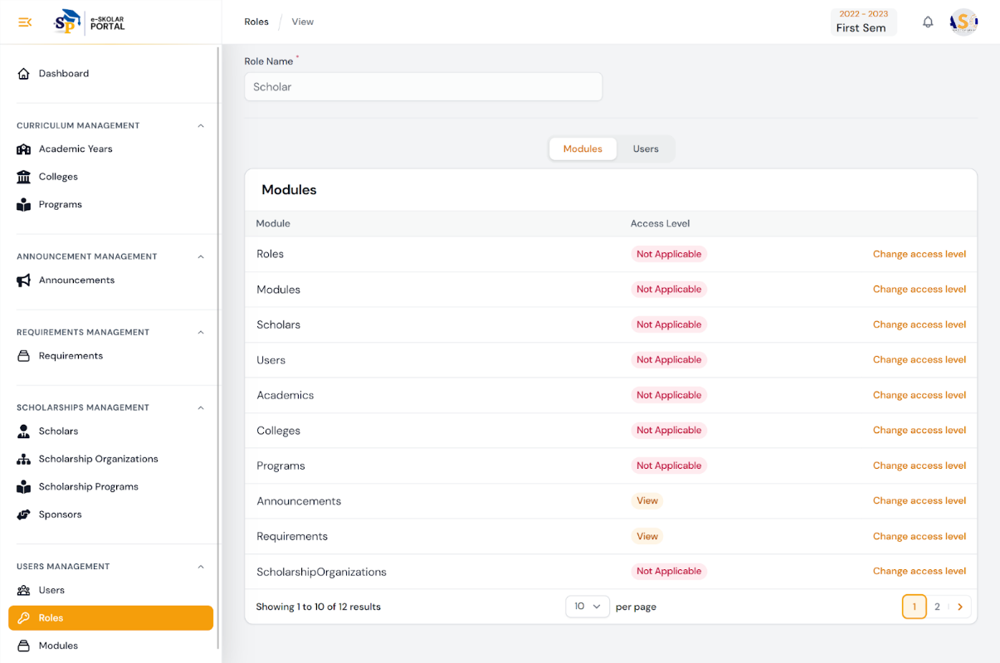 e-SKOLAR
PORTAL
SP
Roles / View
2022 - 2023
First Sem
S
Dashboard
CURRICULUM MANAGEMENT
Academic Years
Colleges
Programs
ANNOUNCEMENT MANAGEMENT
Announcements
REQUIREMENTS MANAGEMENT
Requirements
SCHOLARSHIPS MANAGEMENT
Scholars
Scholarship Organizations
Scholarship Programs
Sponsors
USERS MANAGEMENT
Users
Roles
Modules
Role Name *
Scholar
Modules Users
Modules
Module Access Level
Roles Not Applicable Change access level
Modules Not Applicable Change access level
Scholars Not Applicable Change access level
Users Not Applicable Change access level
Academics Not Applicable Change access level
Colleges Not Applicable Change access level
Programs Not Applicable Change access level
Announcements View Change access level
Requirements View Change access level
ScholarshipOrganizations Not Applicable Change access level
Showing 1 to 10 of 12 results 10 per page 1 2